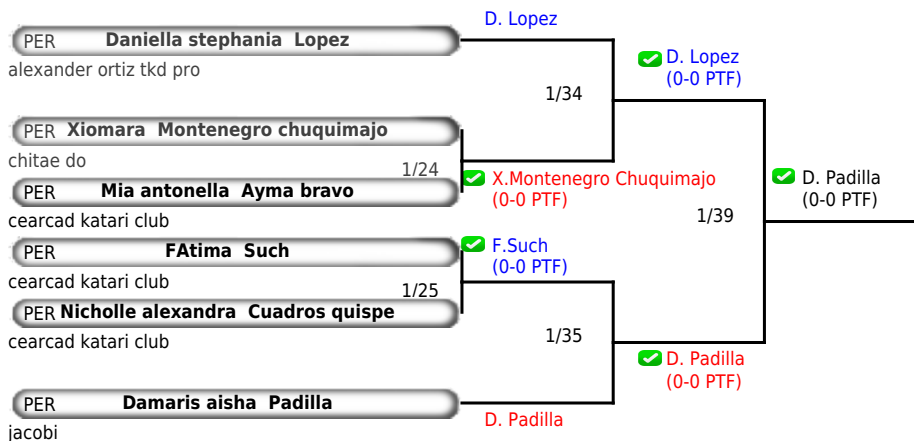 D. Lopez
PER Daniella stephania Lopez
alexander ortiz tkd pro
D. Lopez
(0-0 PTF)
1/34
PER Xiomara Montenegro chuquimajo
chitae do
1/24
X.Montenegro Chuquimajo
(0-0 PTF)
PER Mia antonella Ayma bravo
cearcad katari club
D. Padilla
(0-0 PTF)
1/39
PER FAtima Such
cearcad katari club
F.Such
(0-0 PTF)
1/25
PER Nicholle alexandra Cuadros quispe
cearcad katari club
1/35
D. Padilla
(0-0 PTF)
PER Damaris aisha Padilla
jacobi
D. Padilla